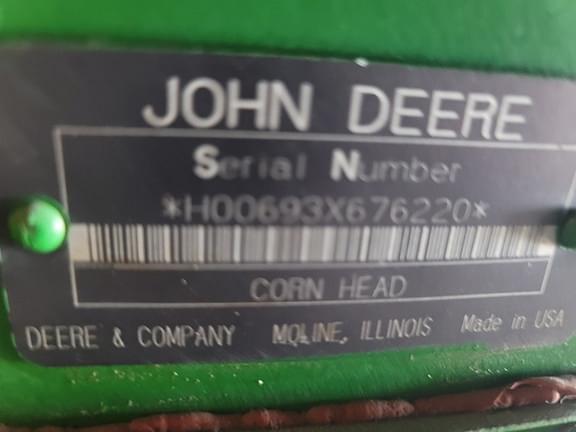 JOHN DEERE
Serial Number
*H00693X676220*
CORN HEAD
DEERE & COMPANY MOLINE, ILLINOIS Made in USA